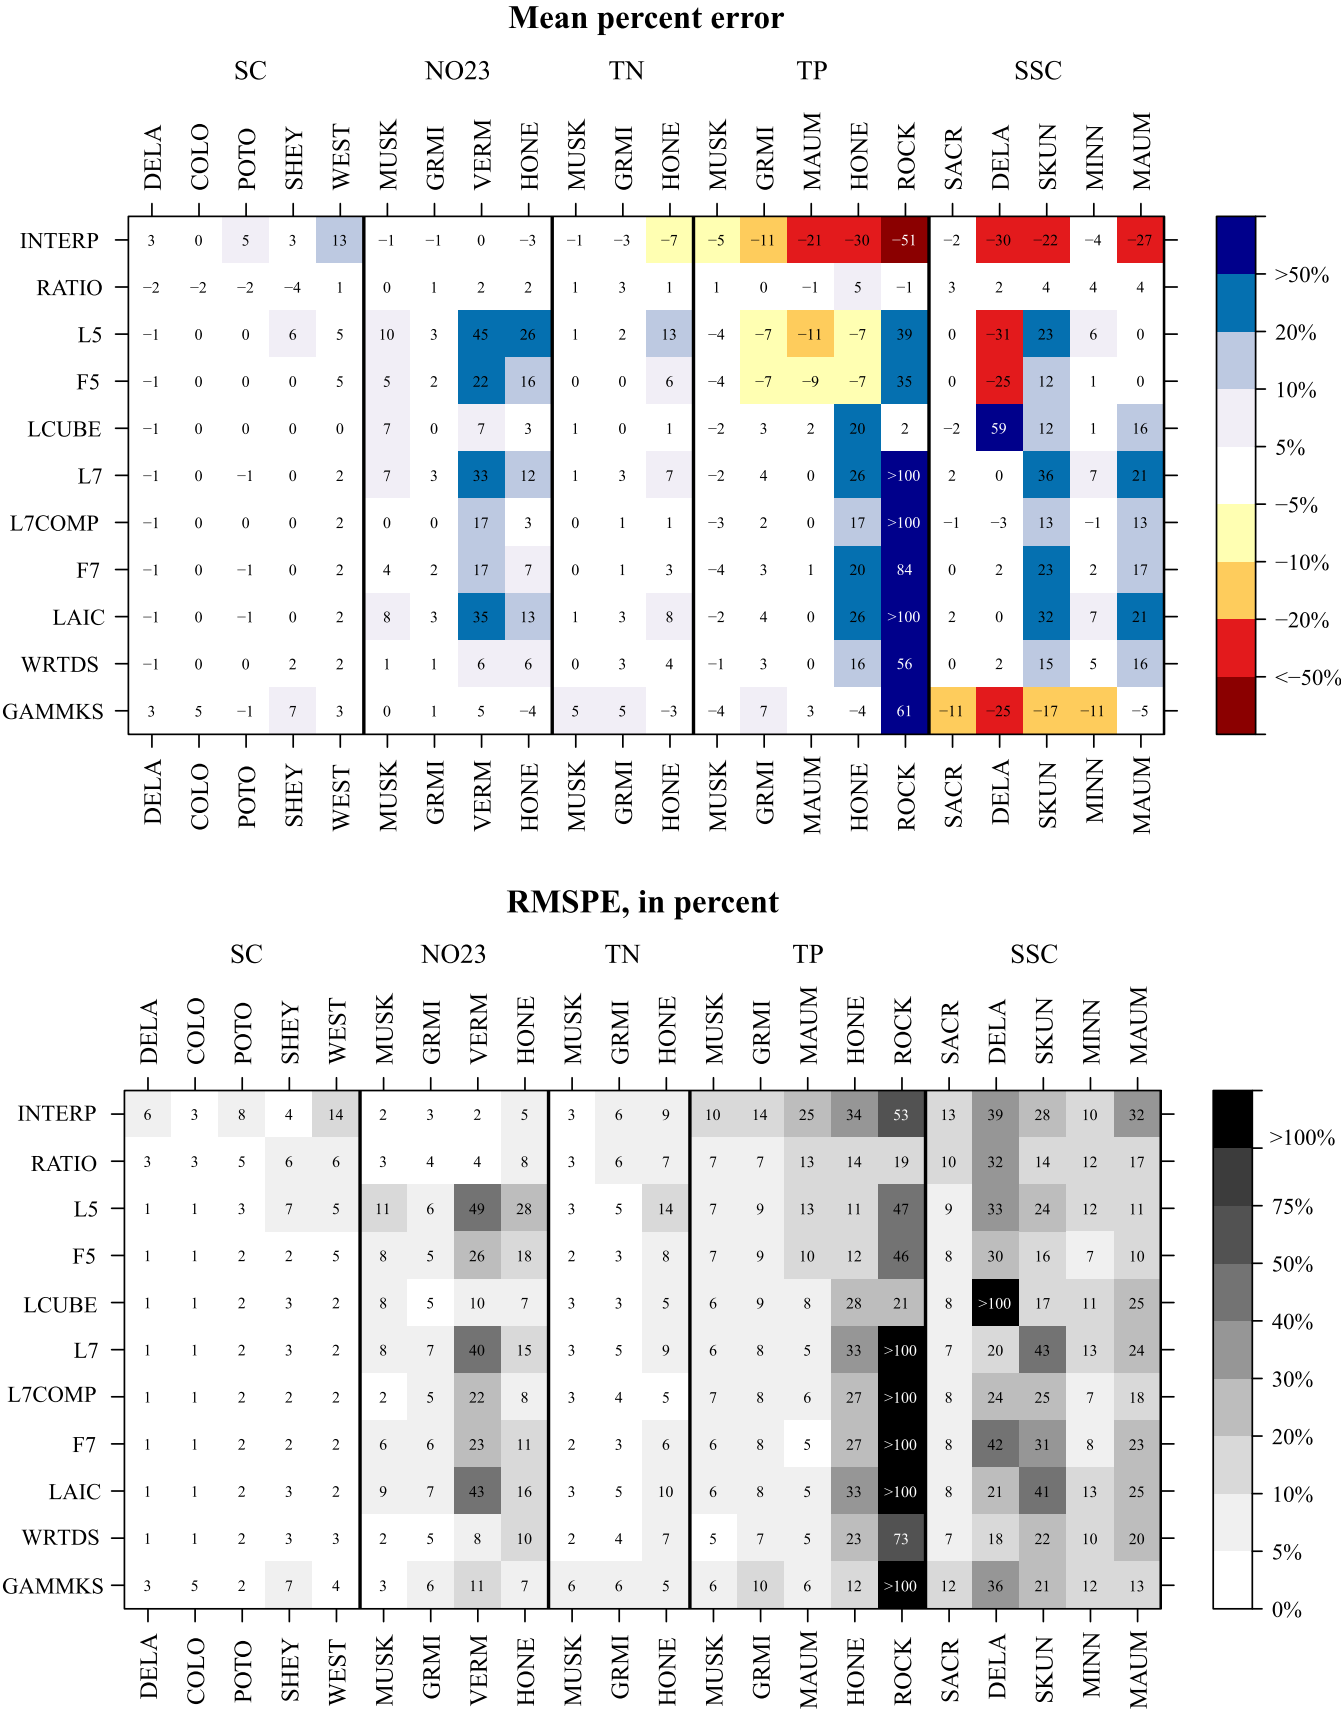 Mean percent error
SC NO23 TN TP SSC
DELA COLO POTO SHEY WEST MUSK GRMI VERM HONE MUSK GRMI HONE MUSK GRMI MAUM HONE ROCK SACR DELA SKUN MINN MAUM
INTERP 3 0 5 3 13 −1 −1 0 −3 −1 −3 −7 −5 −11 −21 −30 −51 −2 −30 −22 −4 −27
RATIO −2 −2 −2 −4 1 0 1 2 2 1 3 1 1 0 −1 5 −1 3 2 4 4 4
L5 −1 0 0 6 5 10 3 45 26 1 2 13 −4 −7 −11 −7 39 0 −31 23 6 0
F5 −1 0 0 0 5 5 2 22 16 0 0 6 −4 −7 −9 −7 35 0 −25 12 1 0
LCUBE −1 0 0 0 0 7 0 7 3 1 0 1 −2 3 2 20 2 −2 59 12 1 16
L7 −1 0 −1 0 2 7 3 33 12 1 3 7 −2 4 0 26 >100 2 0 36 7 21
L7COMP −1 0 0 0 2 0 0 17 3 0 1 1 −3 2 0 17 >100 −1 −3 13 −1 13
F7 −1 0 −1 0 2 4 2 17 7 0 1 3 −4 3 1 20 84 0 2 23 2 17
LAIC −1 0 −1 0 2 8 3 35 13 1 3 8 −2 4 0 26 >100 2 0 32 7 21
WRTDS −1 0 0 2 2 1 1 6 6 0 3 4 −1 3 0 16 56 0 2 15 5 16
GAMMKS 3 5 −1 7 3 0 1 5 −4 5 5 −3 −4 7 3 −4 61 −11 −25 −17 −11 −5
DELA COLO POTO SHEY WEST MUSK GRMI VERM HONE MUSK GRMI HONE MUSK GRMI MAUM HONE ROCK SACR DELA SKUN MINN MAUM
>50%
20%
10%
5%
−5%
−10%
−20%
<−50%
RMSPE, in percent
SC NO23 TN TP SSC
DELA COLO POTO SHEY WEST MUSK GRMI VERM HONE MUSK GRMI HONE MUSK GRMI MAUM HONE ROCK SACR DELA SKUN MINN MAUM
INTERP 6 3 8 4 14 2 3 2 5 3 6 9 10 14 25 34 53 13 39 28 10 32
RATIO 3 3 5 6 6 3 4 4 8 3 6 7 7 7 13 14 19 10 32 14 12 17
L5 1 1 3 7 5 11 6 49 28 3 5 14 7 9 13 11 47 9 33 24 12 11
F5 1 1 2 2 5 8 5 26 18 2 3 8 7 9 10 12 46 8 30 16 7 10
LCUBE 1 1 2 3 2 8 5 10 7 3 3 5 6 9 8 28 21 8 >100 17 11 25
L7 1 1 2 3 2 8 7 40 15 3 5 9 6 8 5 33 >100 7 20 43 13 24
L7COMP 1 1 2 2 2 2 5 22 8 3 4 5 7 8 6 27 >100 8 24 25 7 18
F7 1 1 2 2 2 6 6 23 11 2 3 6 6 8 5 27 >100 8 42 31 8 23
LAIC 1 1 2 3 2 9 7 43 16 3 5 10 6 8 5 33 >100 8 21 41 13 25
WRTDS 1 1 2 3 3 2 5 8 10 2 4 7 5 7 5 23 73 7 18 22 10 20
GAMMKS 3 5 2 7 4 3 6 11 7 6 6 5 6 10 6 12 >100 12 36 21 12 13
DELA COLO POTO SHEY WEST MUSK GRMI VERM HONE MUSK GRMI HONE MUSK GRMI MAUM HONE ROCK SACR DELA SKUN MINN MAUM
>100%
75%
50%
40%
30%
20%
10%
5%
0%